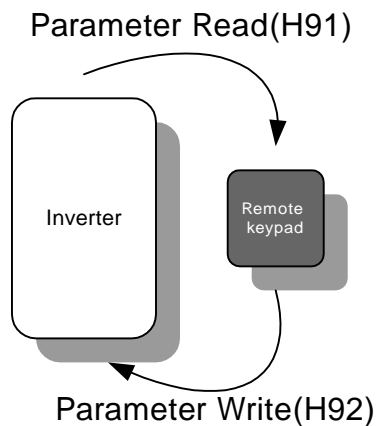 Parameter Read(H91)
Inverter
Remote
keypad
Parameter Write(H92)